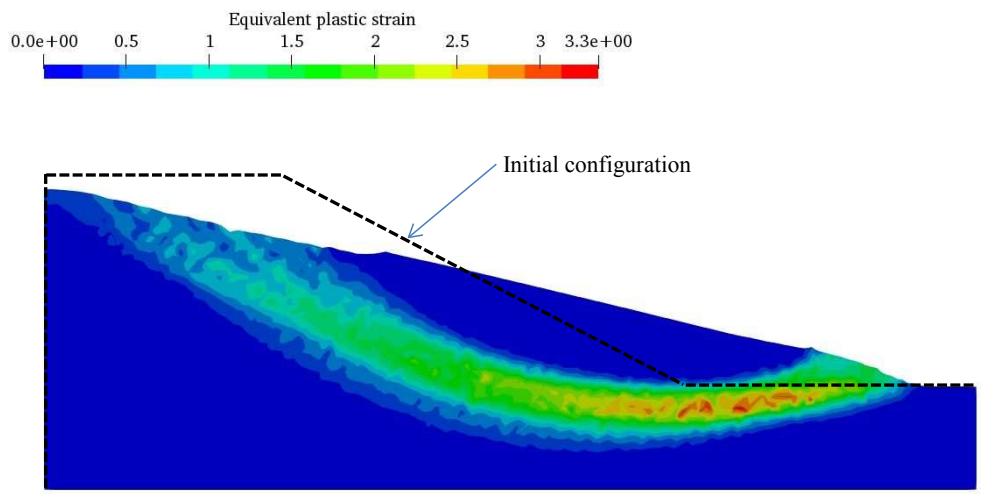 Equivalent plastic strain
0.0e+00 0.5 1 1.5 2 2.5 3 3.3e+00
Initial configuration